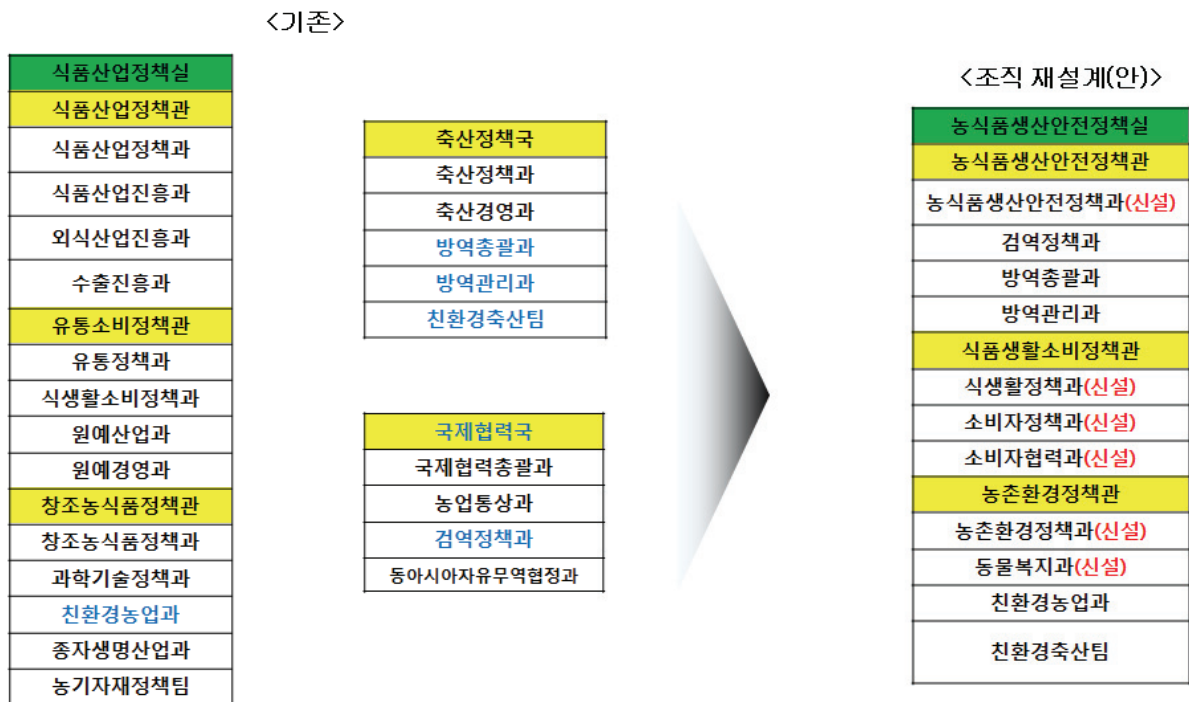 <기존>
식품산업정책실
식품산업정책관
식품산업정책과
식품산업진흥과
외식산업진흥과
수출진흥과
유통소비정책관
유통정책과
식생활소비정책과
원예산업과
원예경영과
창조농식품정책관
창조농식품정책과
과학기술정책과
친환경농업과
종자생명산업과
농기자재정책팀
축산정책국
축산정책과
축산경영과
방역총괄과
방역관리과
친환경축산팀
국제협력국
국제협력총괄과
농업통상과
검역정책과
동아시아자유무역협정과
<조직 재설계(안)>
농식품생산안전정책실
농식품생산안전정책관
농식품생산안전정책과(신설)
검역정책과
방역총괄과
방역관리과
식품생활소비정책관
식생활정책과(신설)
소비자정책과(신설)
소비자협력과(신설)
농촌환경정책관
농촌환경정책과(신설)
동물복지과(신설)
친환경농업과
친환경축산팀